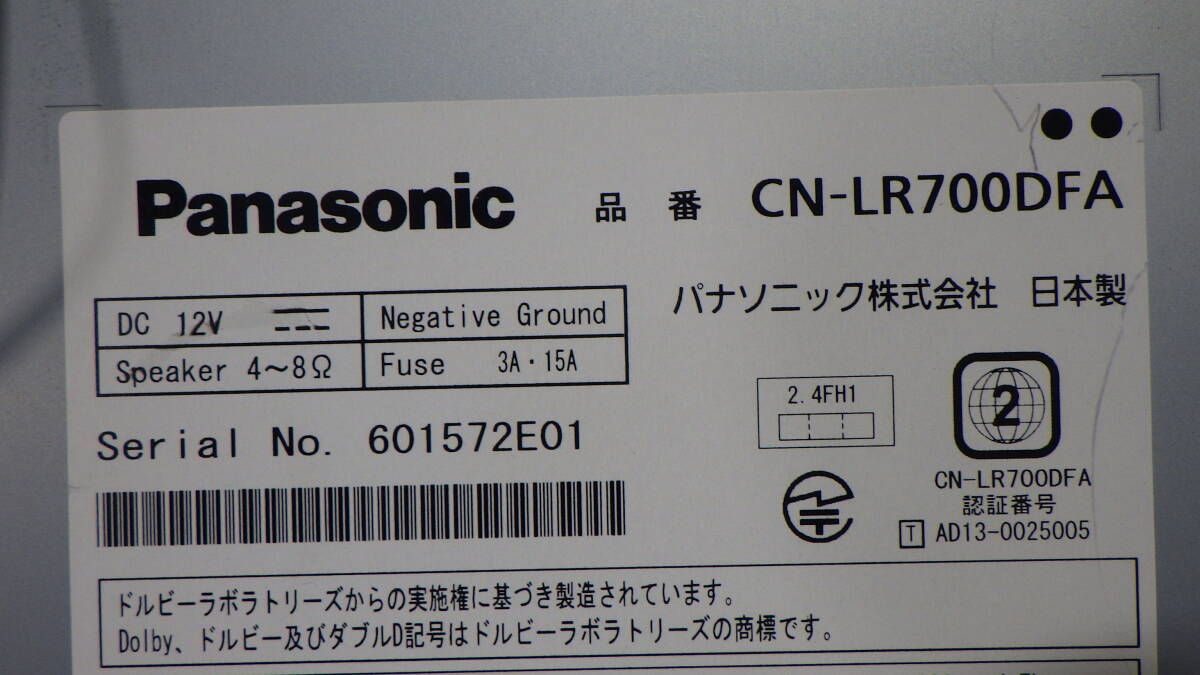 Panasonic 品番 CN-LR700DFA
パナソニック株式会社 日本製
DC 12V Negative Ground
Speaker 4～8Ω Fuse 3A・15A
2.4FH1
2
Serial No. 601572E01
CN-LR700DFA
認証番号
T AD13-0025005
ドルビーラボラトリーズからの実施権に基づき製造されています。
Dolby、ドルビー及びダブルD記号はドルビーラボラトリーズの商標です。